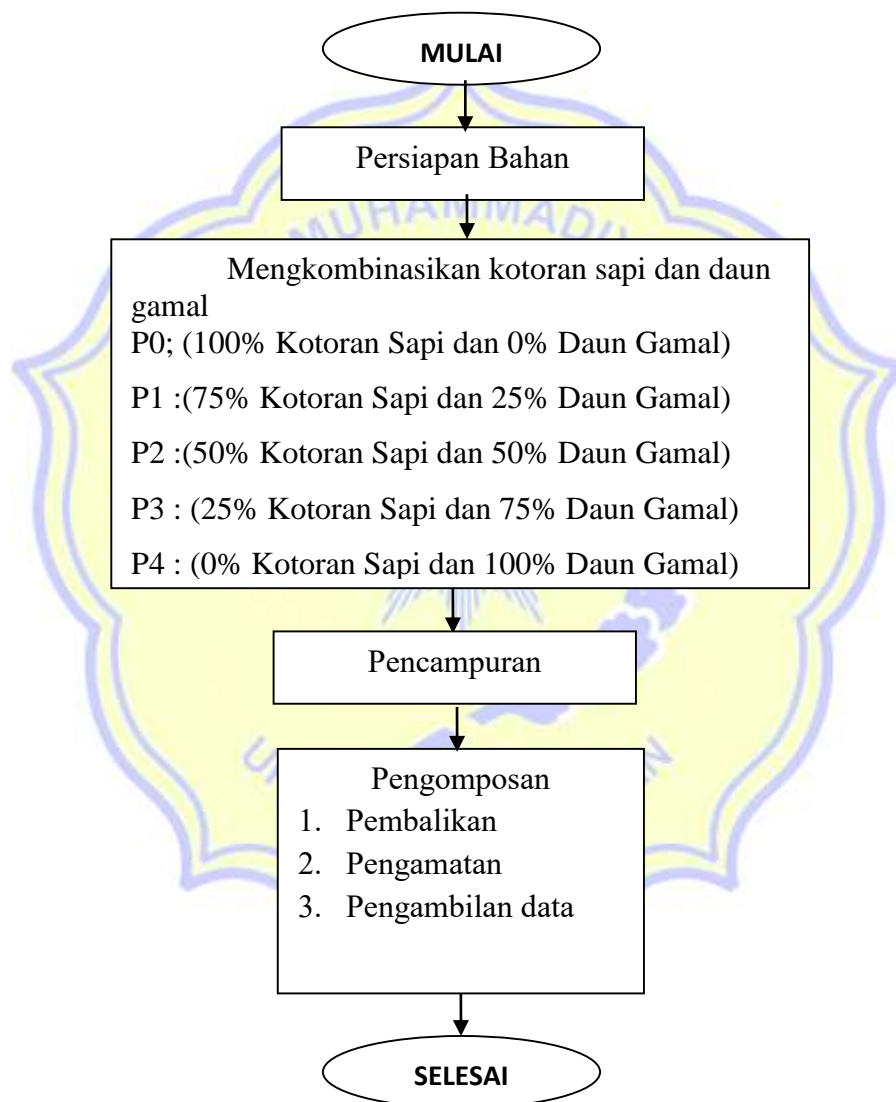 MULAI
Persiapan Bahan
MUHAMMADIY
Mengkombinasikan kotoran sapi dan daun
gamal
P0; (100% Kotoran Sapi dan 0% Daun Gamal)
P1 :(75% Kotoran Sapi dan 25% Daun Gamal)
P2 :(50% Kotoran Sapi dan 50% Daun Gamal)
P3 : (25% Kotoran Sapi dan 75% Daun Gamal)
P4 : (0% Kotoran Sapi dan 100% Daun Gamal)
Pencampuran
Pengomposan
1. Pembalikan
2. Pengamatan
3. Pengambilan data
SELESAI